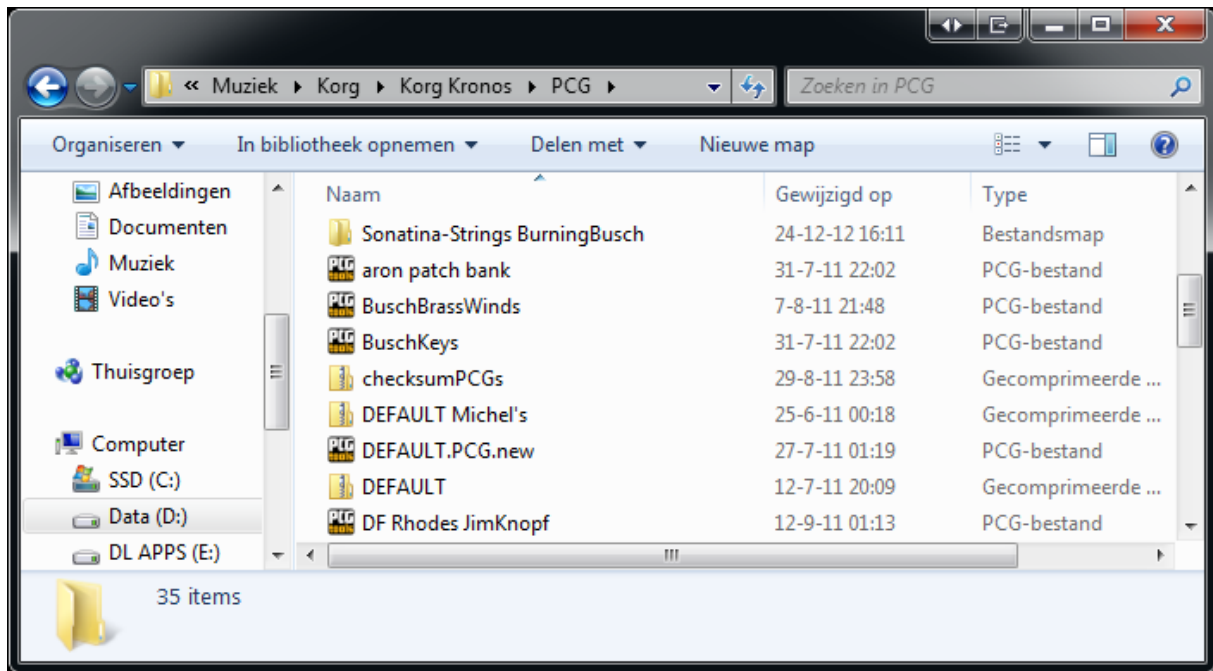 « Muziek Korg Korg Kronos PCG Zoeken in PCG
Organiseren In bibliotheek opnemen Delen met Nieuwe map
Afbeeldingen
Documenten
Muziek
Video's
Thuisgroep
Computer
SSD (C:)
Data (D:)
DL APPS (E:)
Naam Gewijzigd op Type
Sonatina-Strings BurningBusch 24-12-12 16:11 Bestandsmap
aron patch bank 31-7-11 22:02 PCG-bestand
BuschBrassWinds 7-8-11 21:48 PCG-bestand
BuschKeys 31-7-11 22:02 PCG-bestand
checksumPCGs 29-8-11 23:58 Gecomprimeerde ...
DEFAULT Michel's 25-6-11 00:18 Gecomprimeerde ...
DEFAULT.PCG.new 27-7-11 01:19 PCG-bestand
DEFAULT 12-7-11 20:09 Gecomprimeerde ...
DF Rhodes JimKnopf 12-9-11 01:13 PCG-bestand
35 items